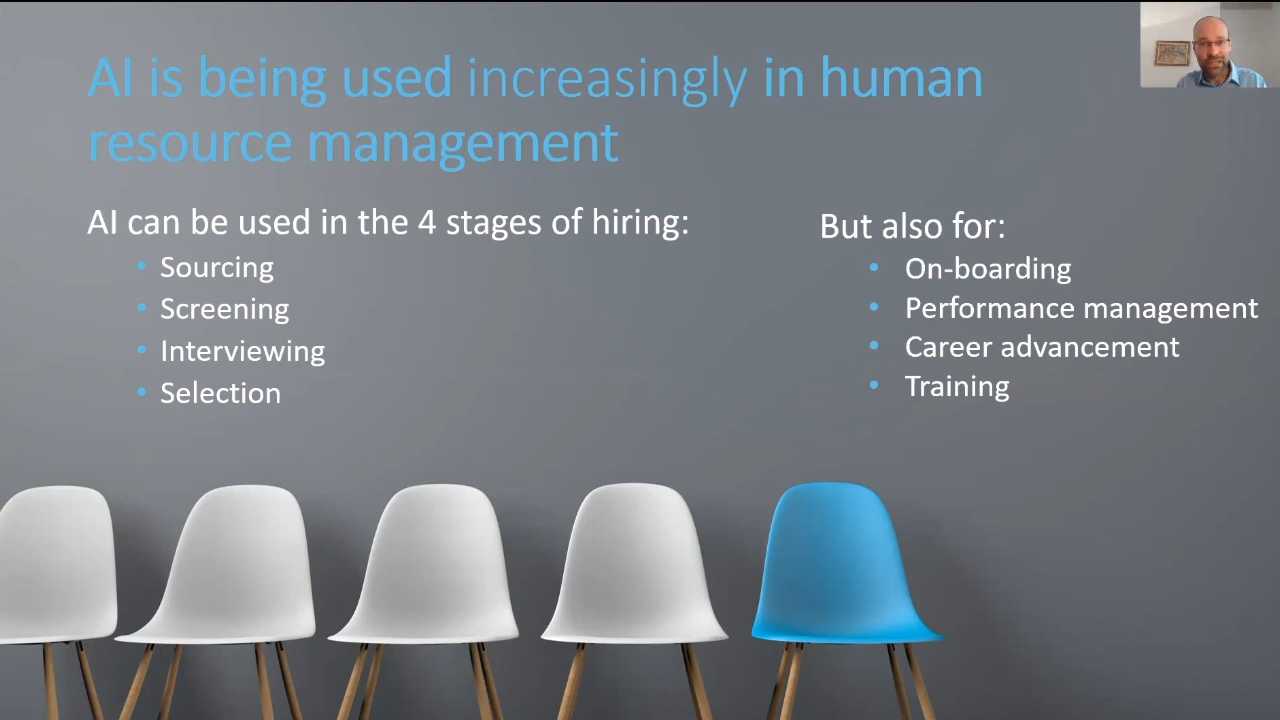 AI is being used increasingly in human
resource management
AI can be used in the 4 stages of hiring:
• Sourcing
• Screening
• Interviewing
• Selection
But also for:
• On-boarding
• Performance management
• Career advancement
• Training